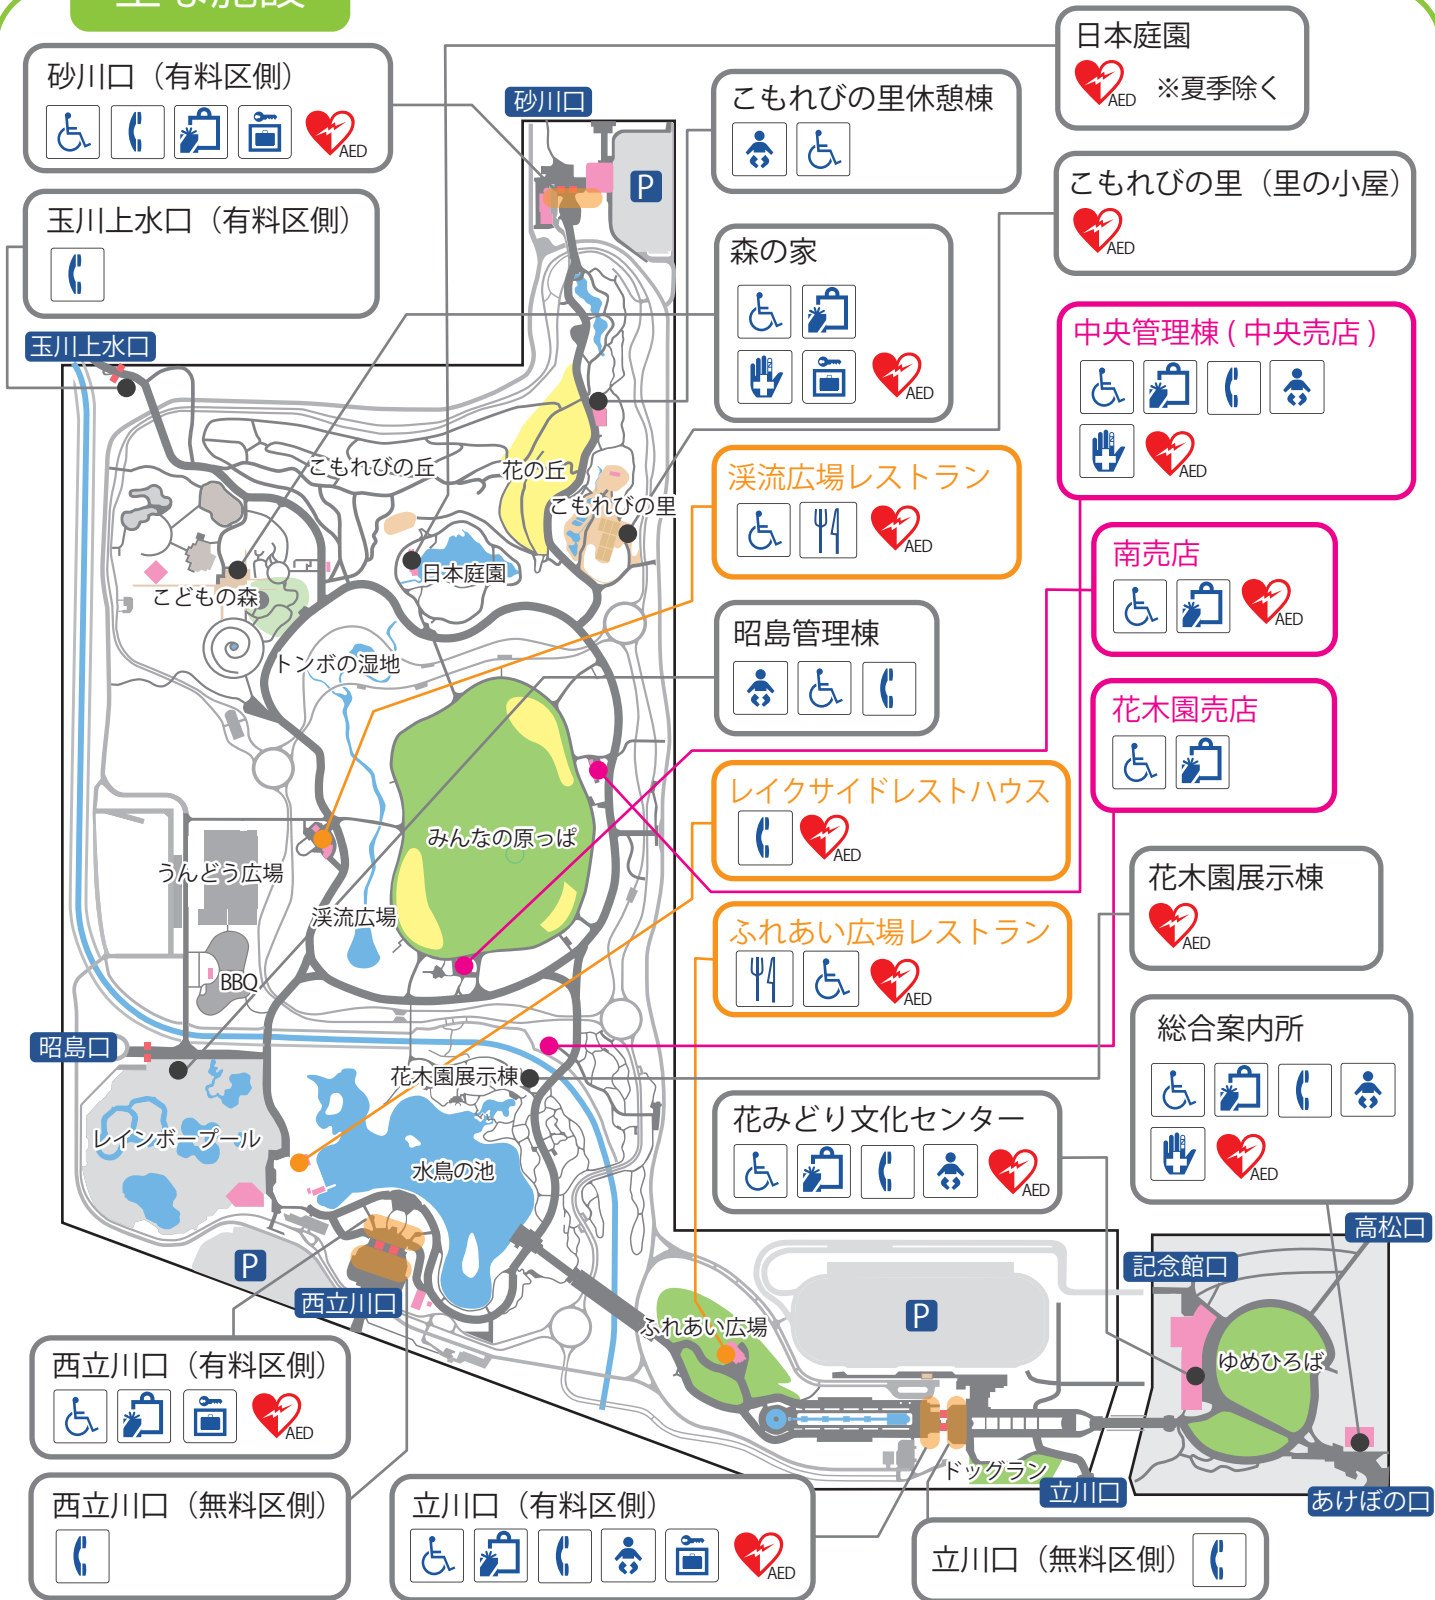 主な施設
砂川口（有料区側）
AED
玉川上水口（有料区側）
砂川口
P
こもれびの里休憩棟
日本庭園
AED ※夏季除く
こもれびの里（里の小屋）
AED
森の家
AED
中央管理棟(中央売店)
AED
玉川上水口
渓流広場レストラン
AED
南売店
AED
昭島管理棟
花木園売店
レイクサイドレストハウス
AED
花木園展示棟
AED
ふれあい広場レストラン
AED
総合案内所
AED
花みどり文化センター
AED
こもれびの丘
花の丘
こもれびの里
日本庭園
こどもの森
トンボの湿地
みんなの原っぱ
うんどう広場
渓流広場
BBQ
昭島口
花木園展示棟
レインボープール
水鳥の池
P
西立川口
ふれあい広場
P
高松口
記念館口
ゆめひろば
ドッグラン
立川口
あけぼの口
西立川口（有料区側）
AED
西立川口（無料区側）
立川口（有料区側）
AED
立川口（無料区側）